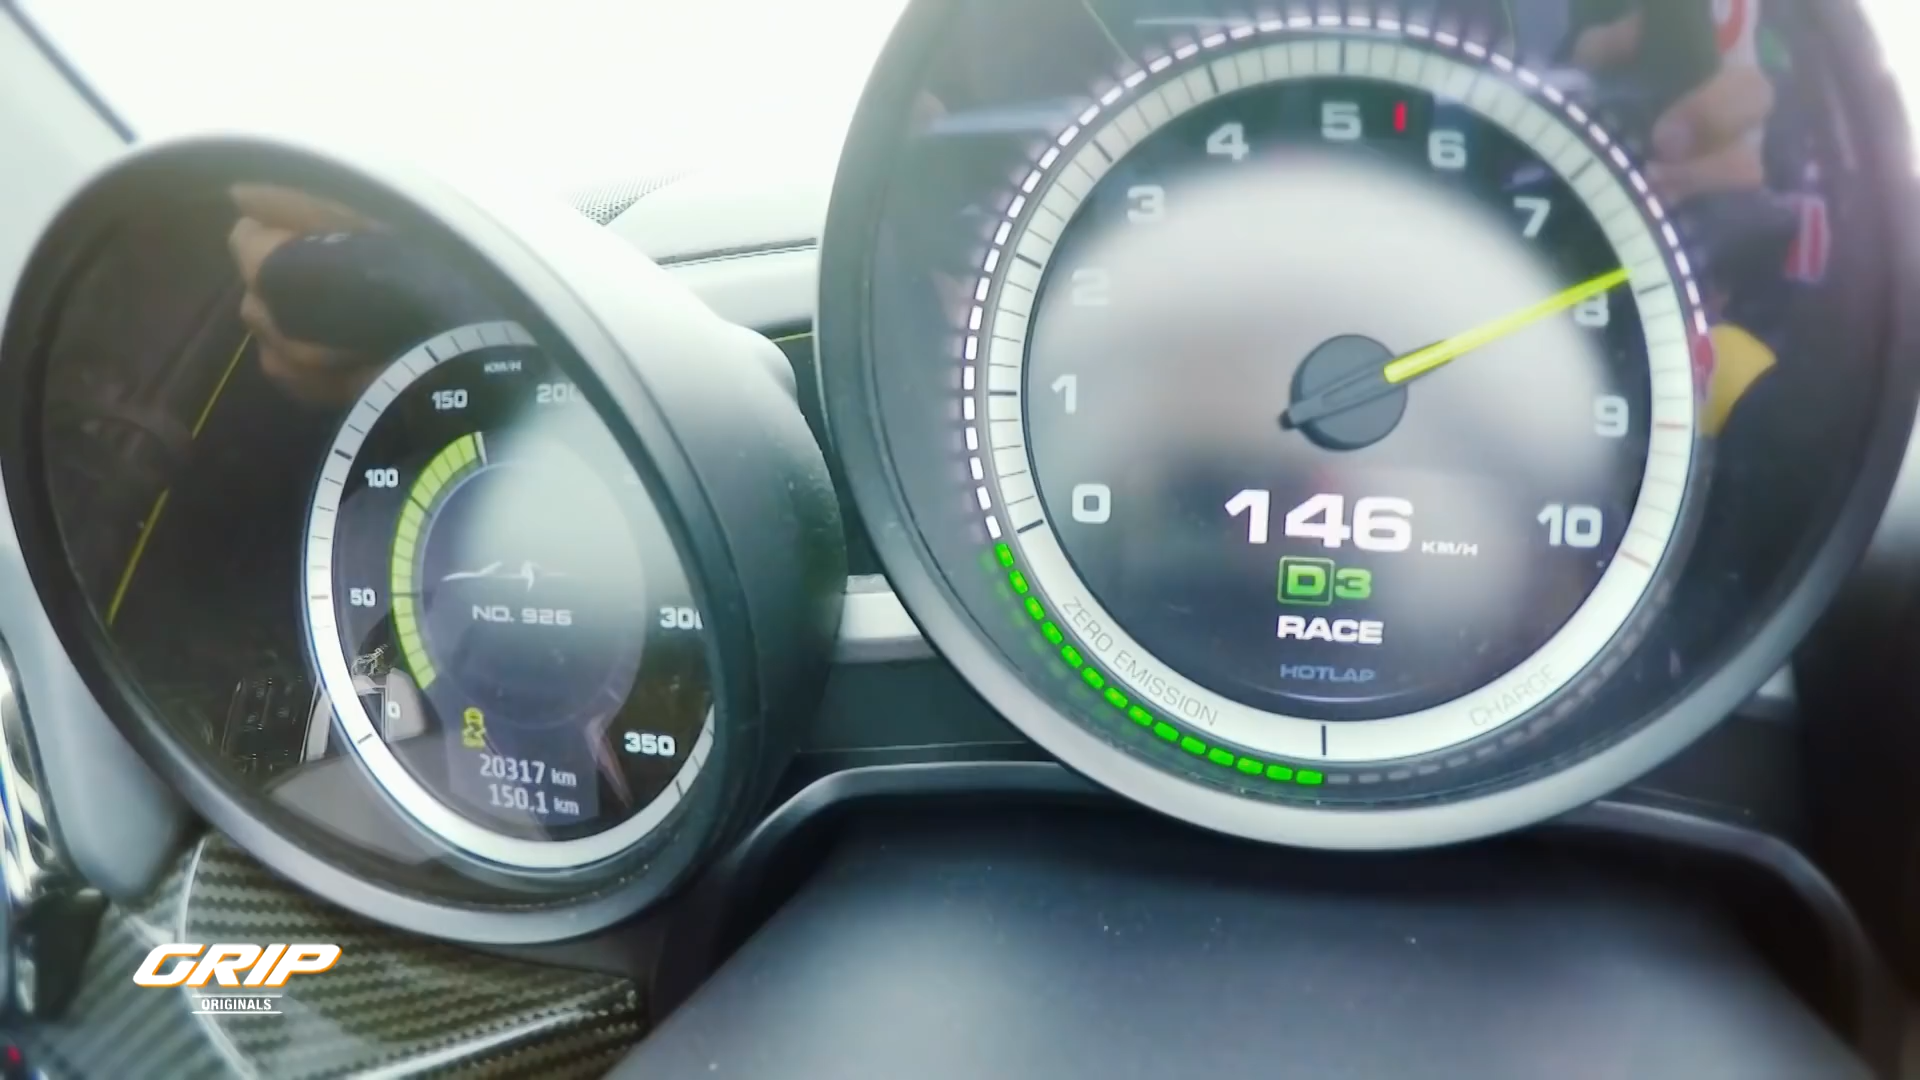 KM/H
150
200
100
50
NO. 926
300
0
350
20317 km
150.1 km
5
4
6
3
7
2
8
1
9
0
10
146 KM/H
D3
RACE
HOTLAP
ZERO EMISSION
CHARGE
GRIP
ORIGINALS